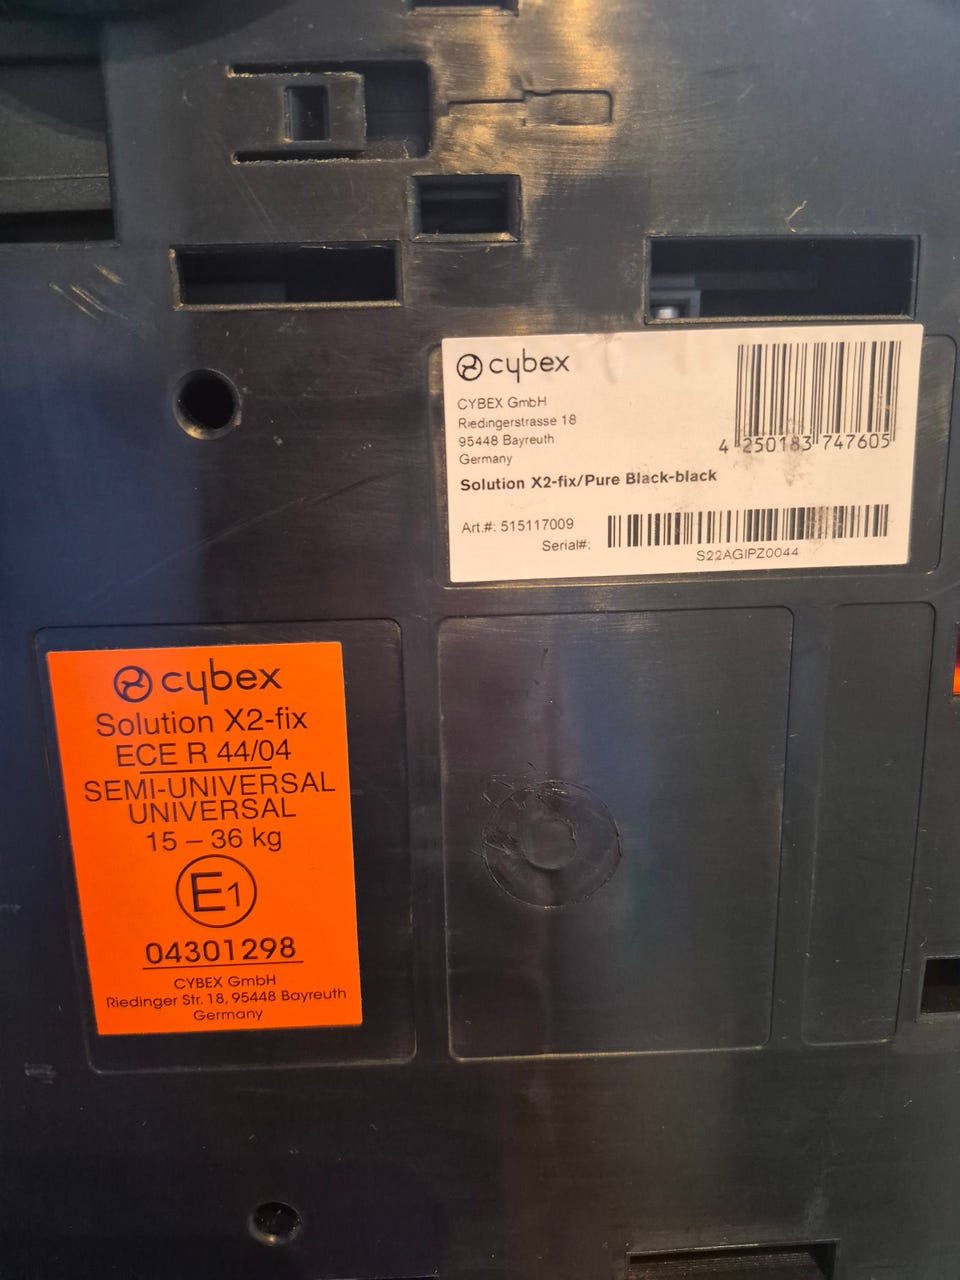 cybex
CYBEX GmbH
Riedingerstrasse 18
95448 Bayreuth
Germany
4 250183 747605
Solution X2-fix/Pure Black-black
Art.#: 515117009
Serial#:
S22AGIPZ0044
cybex
Solution X2-fix
ECE R 44/04
SEMI-UNIVERSAL
UNIVERSAL
15 – 36 kg
E1
04301298
CYBEX GmbH
Riedinger Str. 18, 95448 Bayreuth
Germany